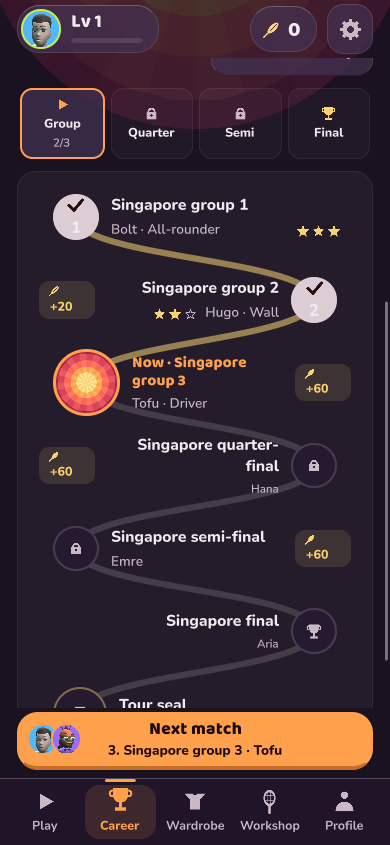 Lv 1
0
Group
2/3
Quarter
Semi
Final
Singapore group 1
1
Bolt · All-rounder
Singapore group 2
+20
2
Hugo · Wall
Now · Singapore
group 3
+60
Tofu · Driver
Singapore quarter-
final
+60
Hana
Singapore semi-final
+60
Emre
Singapore final
Aria
Tour seal
Next match
3. Singapore group 3 · Tofu
Play
Career
Wardrobe
Workshop
Profile